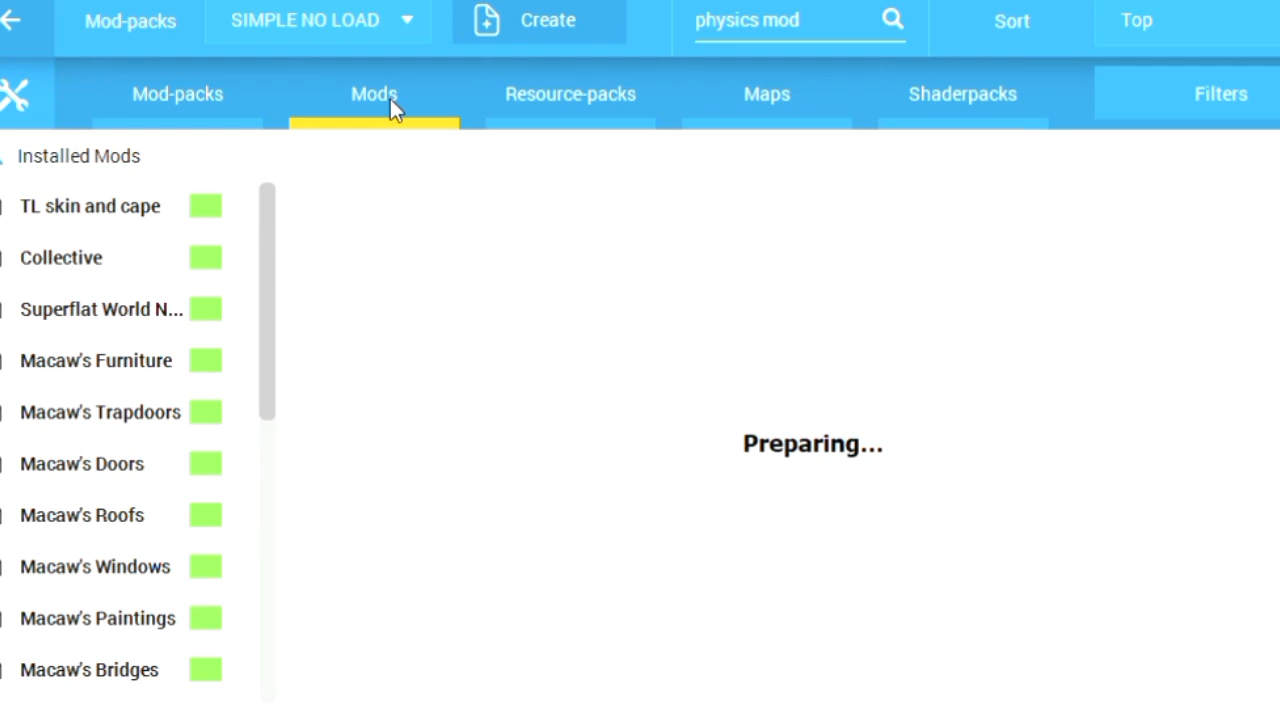 Mod-packs SIMPLE NO LOAD Create physics mod Sort Top
Mod-packs Mods Resource-packs Maps Shaderpacks Filters
Installed Mods
TL skin and cape
Collective
Superflat World N...
Macaw's Furniture
Macaw's Trapdoors
Preparing...
Macaw's Doors
Macaw's Roofs
Macaw's Windows
Macaw's Paintings
Macaw's Bridges